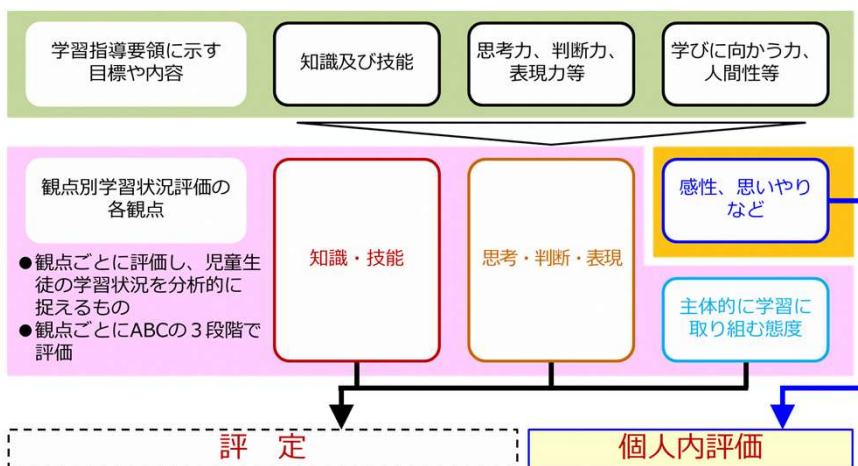 学習指導要領に示す
目標や内容
知識及び技能
思考力、判断力、
表現力等
学びに向かう力、
人間性等
観点別学習状況評価の
各観点
●観点ごとに評価し、児童生
徒の学習状況を分析的に
捉えるもの
●観点ごとにABCの３段階で
評価
知識・技能
思考・判断・表現
感性、思いやり
など
主体的に学習に
取り組む態度
評　定
個人内評価